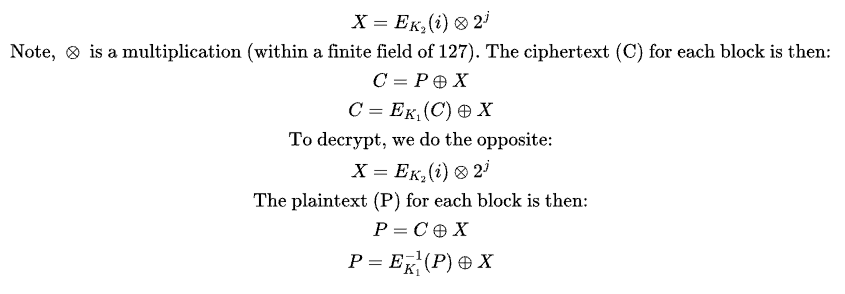 X = E_{K_2}(i) ⊗ 2^j
Note, ⊗ is a multiplication (within a finite field of 127). The ciphertext (C) for each block is then:
C = P ⊕ X
C = E_{K_1}(C) ⊕ X
To decrypt, we do the opposite:
X = E_{K_2}(i) ⊗ 2^j
The plaintext (P) for each block is then:
P = C ⊕ X
P = E_{K_1}^{-1}(P) ⊕ X